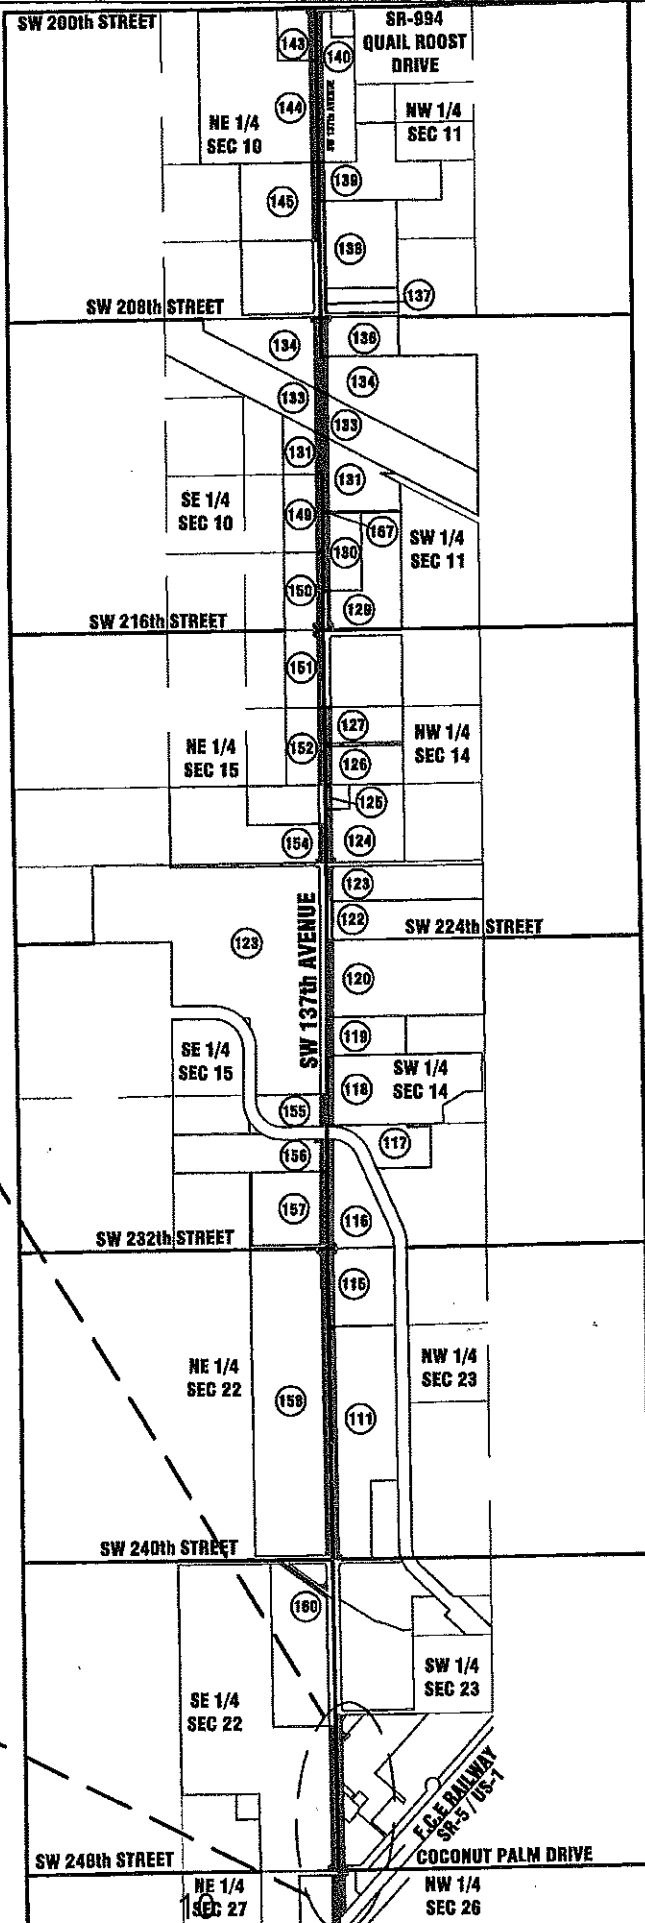 SW 200th STREET
SR-994
QUAIL ROOST
DRIVE
143
140
144
SW 137th AVENUE
NE 1/4
SEC 10
NW 1/4
SEC 11
139
145
138
137
SW 208th STREET
134
136
134
133
133
131
131
SE 1/4
SEC 10
149
167
SW 1/4
SEC 11
130
150
129
SW 216th STREET
151
127
NW 1/4
SEC 14
NE 1/4
SEC 15
152
126
125
154
124
123
122
SW 224th STREET
123
SW 137th AVENUE
120
119
SE 1/4
SEC 15
SW 1/4
SEC 14
118
155
117
156
157
116
SW 232th STREET
115
NE 1/4
SEC 22
NW 1/4
SEC 23
158
111
SW 240th STREET
160
SW 1/4
SEC 23
SE 1/4
SEC 22
F.C.E RAILWAY
SR-5 / US-1
SW 248th STREET
COCONUT PALM DRIVE
NE 1/4
SEC 27
NW 1/4
SEC 26